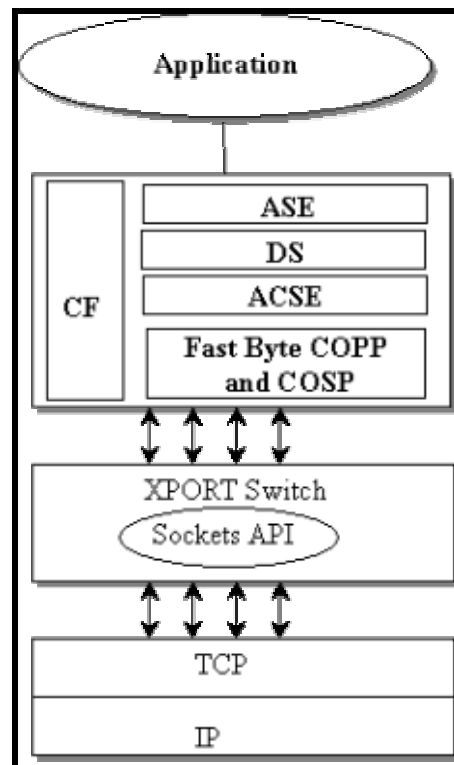 Application
CF
ASE
DS
ACSE
Fast Byte COPP
and COSP
XPORT Switch
Sockets API
TCP
IP